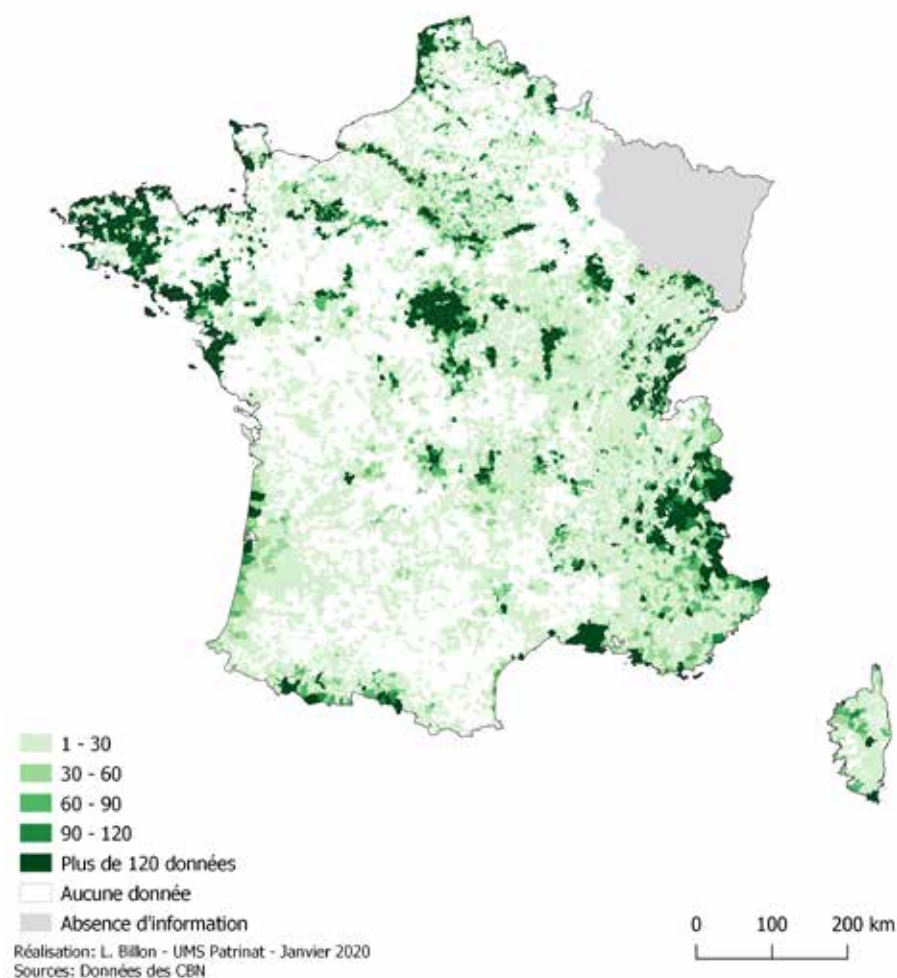 1 - 30
30 - 60
60 - 90
90 - 120
Plus de 120 données
Aucune donnée
Absence d'information
0 100 200 km
Réalisation: L. Billon - UMS Patrinat - Janvier 2020
Sources: Données des CBN